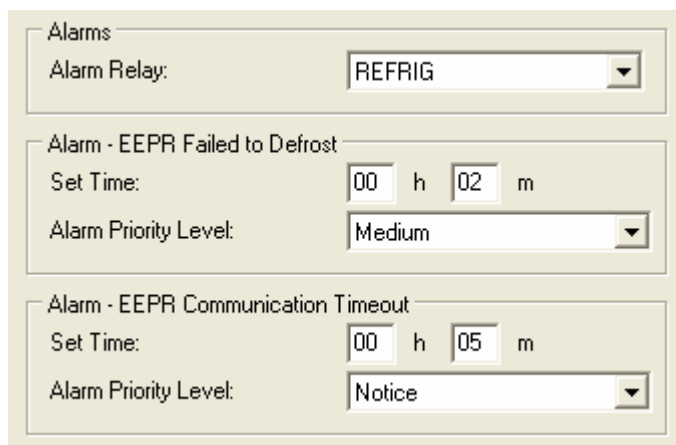 Alarms
Alarm Relay: REFRIG
Alarm - EEPR Failed to Defrost
Set Time: 00 h 02 m
Alarm Priority Level: Medium
Alarm - EEPR Communication Timeout
Set Time: 00 h 05 m
Alarm Priority Level: Notice